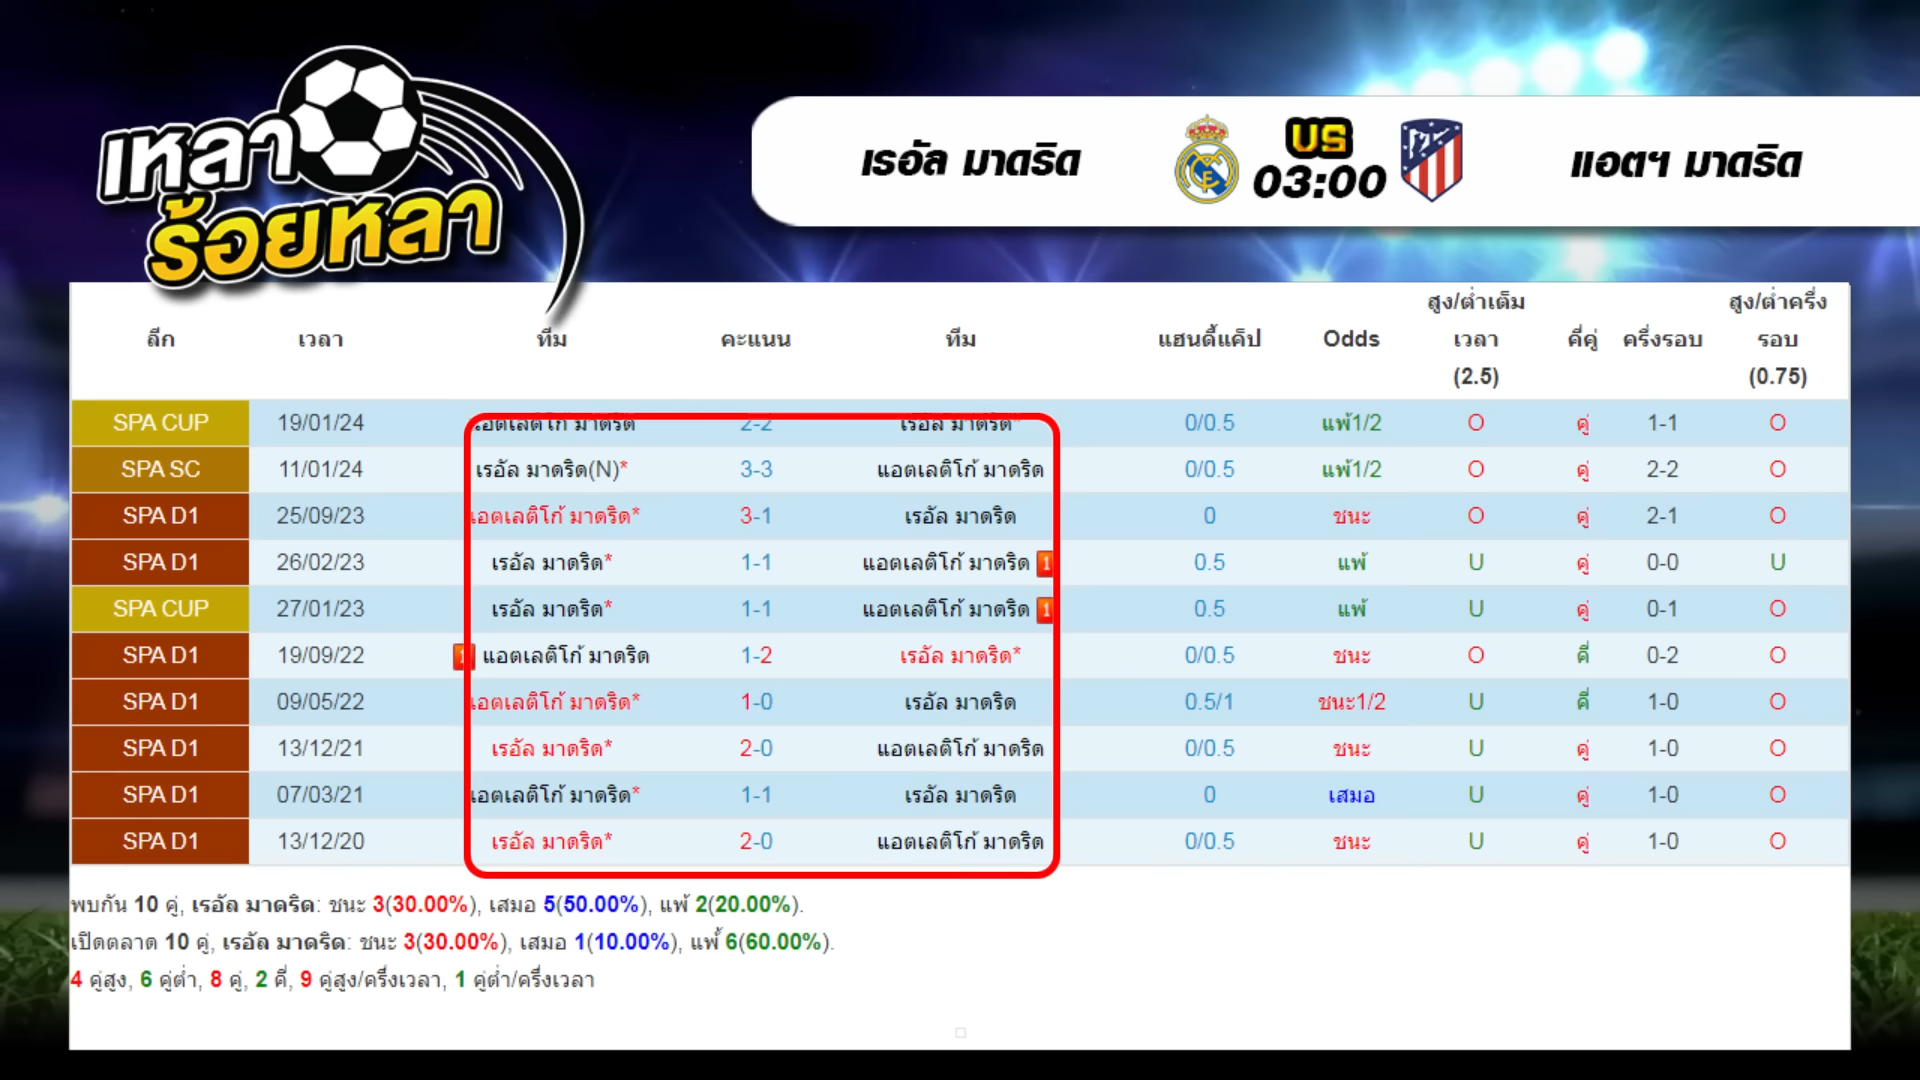 เหลา
ร้อยหลา
เรอัล มาดริด
US
03:00
แอตฯ มาดริด
ลีก เวลา ทีม คะแนน ทีม แฮนดี้แค็ป Odds สูง/ต่ำเต็มเวลา (2.5) คี่คู่ ครึ่งรอบ สูง/ต่ำครึ่งรอบ (0.75)
SPA CUP 19/01/24 แอตเลติโก้ มาดริด 2-2 เรอัล มาดริด* 0/0.5 แพ้1/2 O คู่ 1-1 O
SPA SC 11/01/24 เรอัล มาดริด(N)* 3-3 แอตเลติโก้ มาดริด 0/0.5 แพ้1/2 O คู่ 2-2 O
SPA D1 25/09/23 แอตเลติโก้ มาดริด* 3-1 เรอัล มาดริด 0 ชนะ O คู่ 2-1 O
SPA D1 26/02/23 เรอัล มาดริด* 1-1 แอตเลติโก้ มาดริด 1 0.5 แพ้ U คู่ 0-0 U
SPA CUP 27/01/23 เรอัล มาดริด* 1-1 แอตเลติโก้ มาดริด 1 0.5 แพ้ U คู่ 0-1 O
SPA D1 19/09/22 1 แอตเลติโก้ มาดริด 1-2 เรอัล มาดริด* 0/0.5 ชนะ O คี่ 0-2 O
SPA D1 09/05/22 แอตเลติโก้ มาดริด* 1-0 เรอัล มาดริด 0.5/1 ชนะ1/2 U คี่ 1-0 O
SPA D1 13/12/21 เรอัล มาดริด* 2-0 แอตเลติโก้ มาดริด 0/0.5 ชนะ U คู่ 1-0 O
SPA D1 07/03/21 แอตเลติโก้ มาดริด* 1-1 เรอัล มาดริด 0 เสมอ U คู่ 1-0 O
SPA D1 13/12/20 เรอัล มาดริด* 2-0 แอตเลติโก้ มาดริด 0/0.5 ชนะ U คู่ 1-0 O
พบกัน 10 คู่, เรอัล มาดริด: ชนะ 3(30.00%), เสมอ 5(50.00%), แพ้ 2(20.00%).
เปิดตลาด 10 คู่, เรอัล มาดริด: ชนะ 3(30.00%), เสมอ 1(10.00%), แพ้ 6(60.00%).
4 คู่สูง, 6 คู่ต่ำ, 8 คู่, 2 คี่, 9 คู่สูง/ครึ่งเวลา, 1 คู่ต่ำ/ครึ่งเวลา